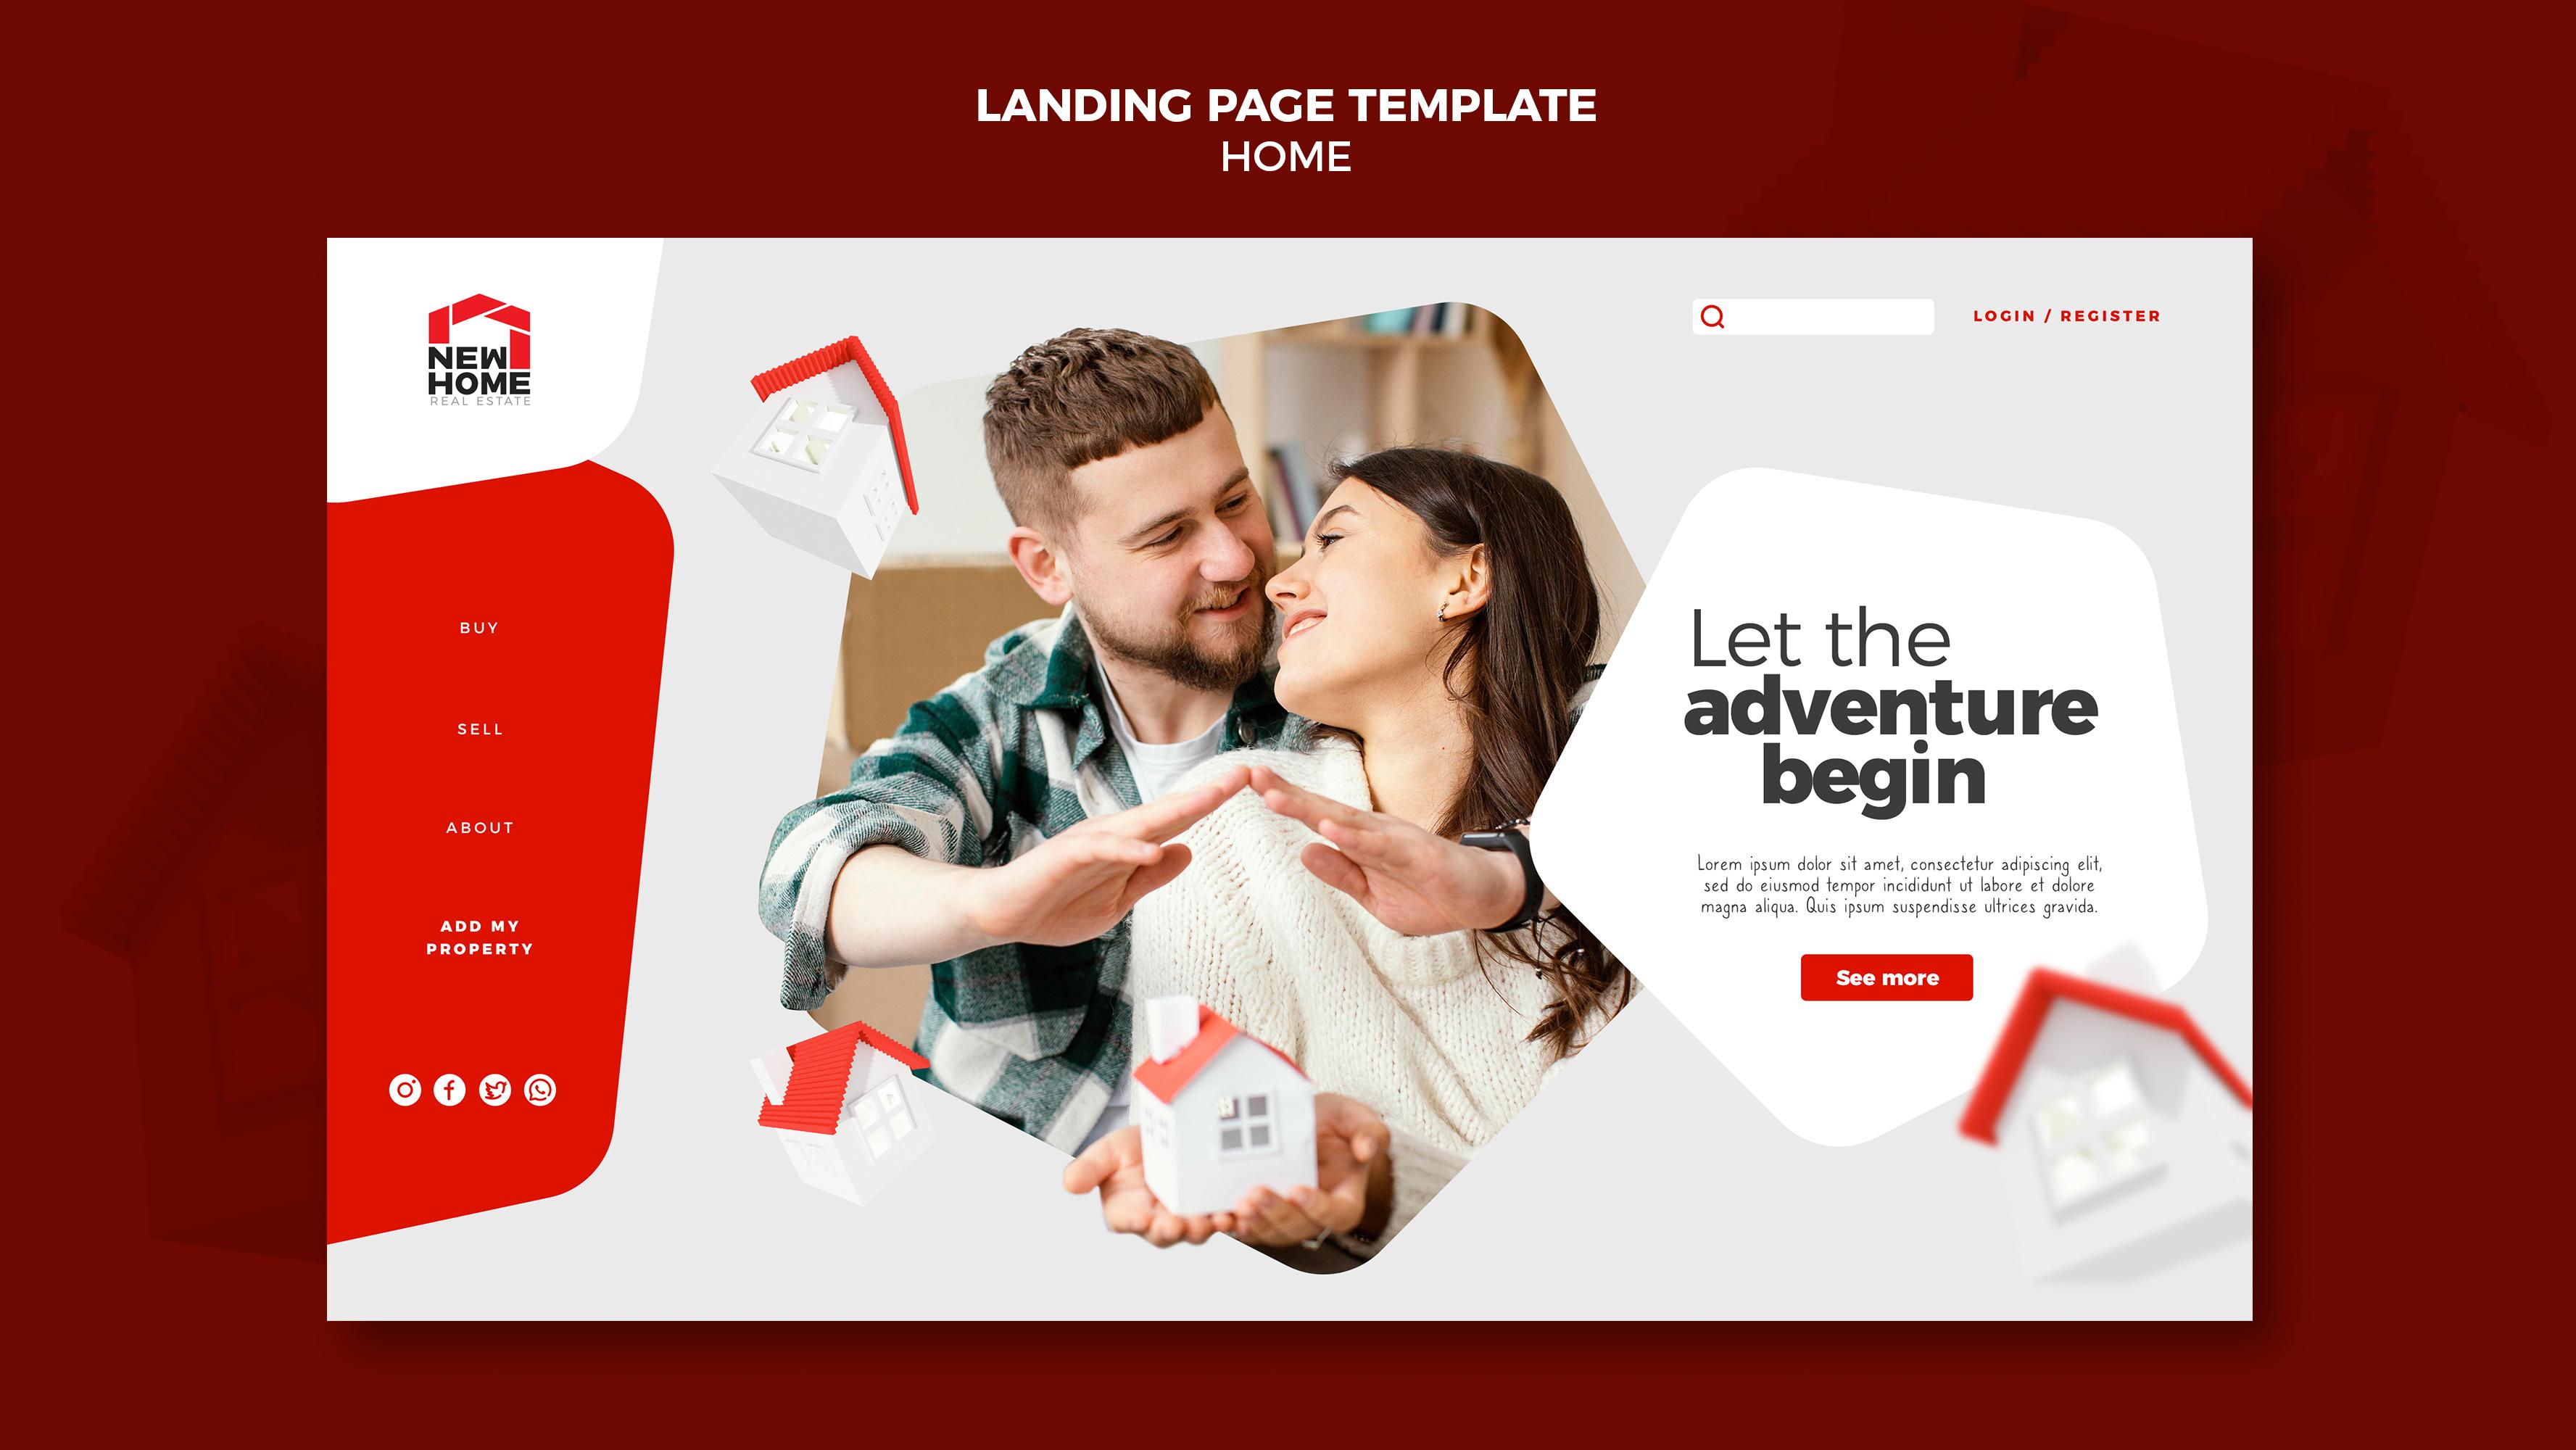 LANDING PAGE TEMPLATE
HOME
NEW
HOME
REAL ESTATE
LOGIN / REGISTER
BUY
SELL
ABOUT
ADD MY
PROPERTY
Let the
adventure
begin
Lorem ipsum dolor sit amet, consectetur adipiscing elit,
sed do eiusmod tempor incididunt ut labore et dolore
magna aliqua. Quis ipsum suspendisse ultrices gravida.
See more